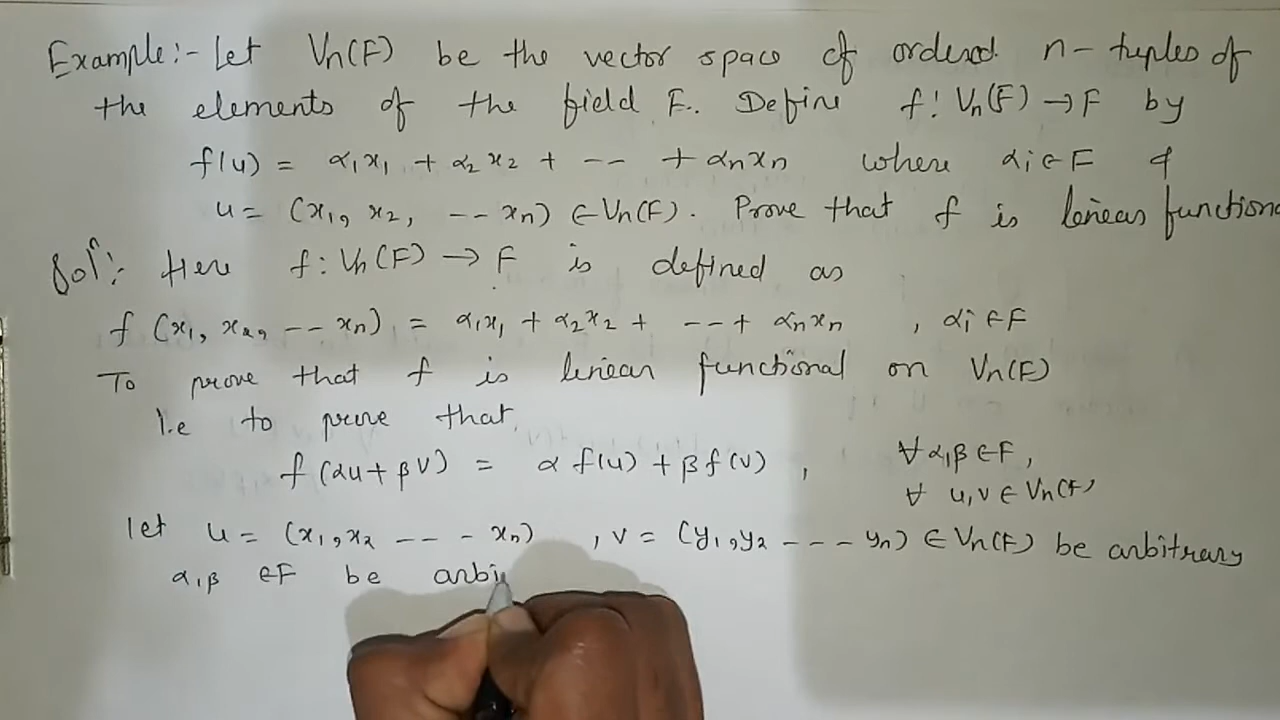 Example:- Let Vn(F) be the vector space of ordered n-tuples of
the elements of the field F. Define f: Vn(F) → F by
f(u) = α1x1 + α2x2 + -- + αnxn where αi ∈ F &
u = (x1, x2, -- xn) ∈ Vn(F). Prove that f is linear functiona
Soln:- Here f: Vn(F) → F is defined as
f (x1, x2, -- xn) = α1x1 + α2x2 + -- + αnxn , αi ∈ F
To prove that f is linear functional on Vn(F)
i.e to prove that,
f(αu + βv) = α f(u) + β f(v) , ∀ α,β ∈ F,
∀ u,v ∈ Vn(F)
let u = (x1, x2 --- xn) , v = (y1, y2 --- yn) ∈ Vn(F) be arbitrary
α,β ∈ F be arbi